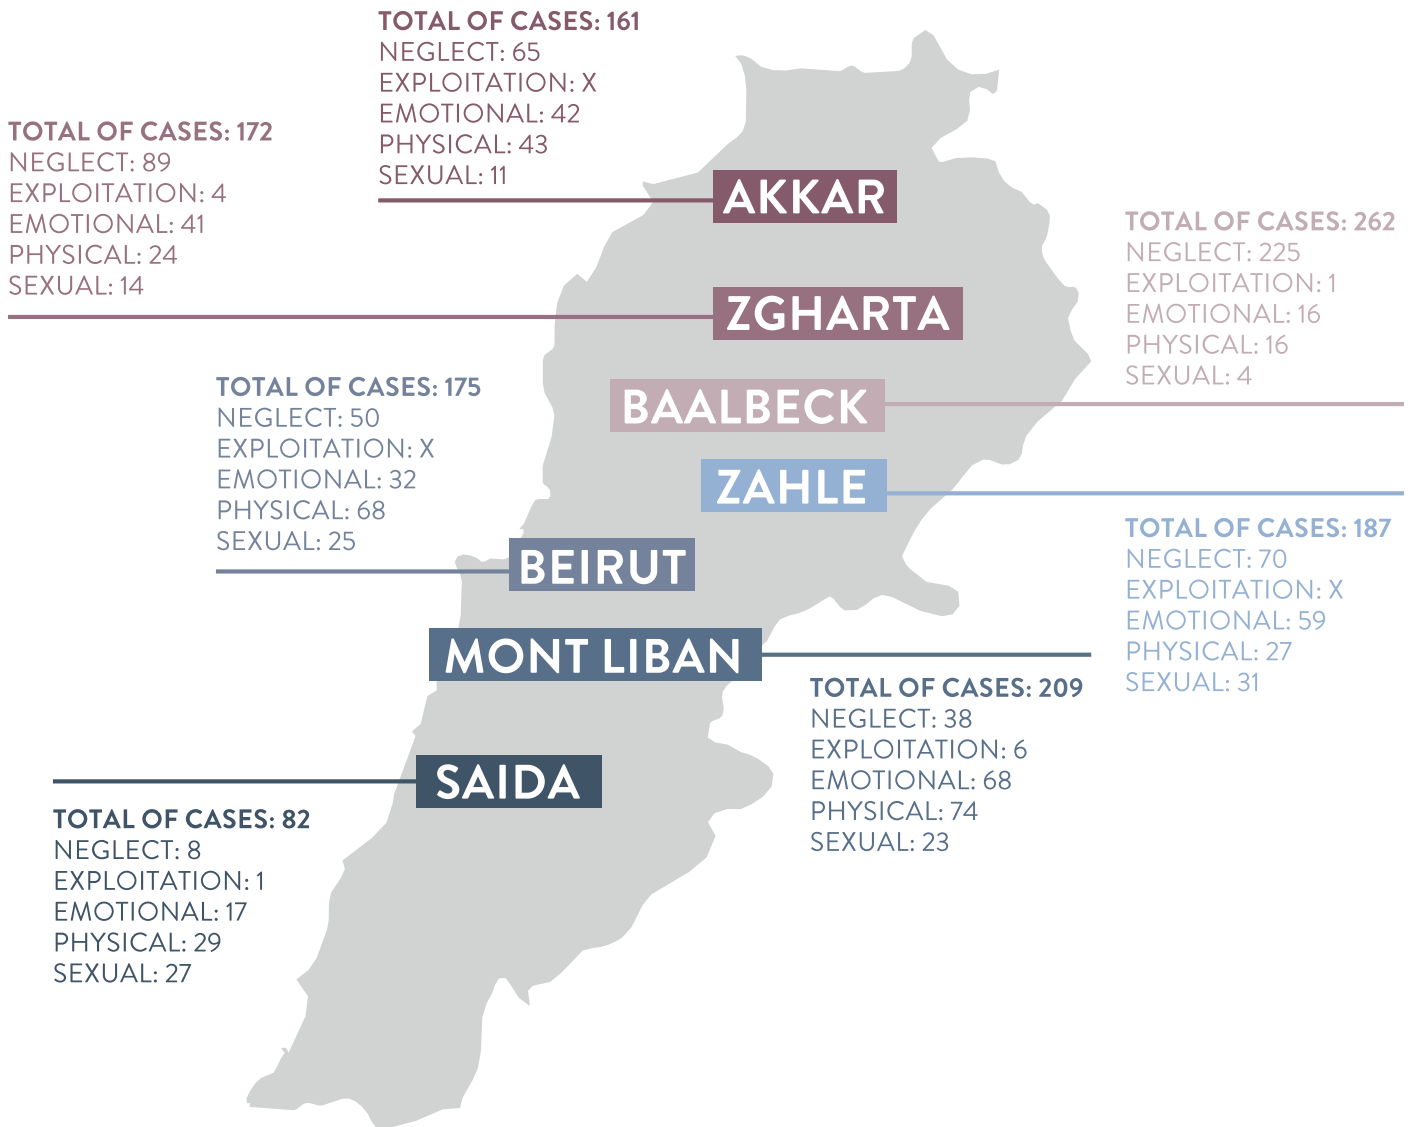 TOTAL OF CASES: 161
NEGLECT: 65
EXPLOITATION: X
EMOTIONAL: 42
PHYSICAL: 43
SEXUAL: 11
AKKAR
TOTAL OF CASES: 172
NEGLECT: 89
EXPLOITATION: 4
EMOTIONAL: 41
PHYSICAL: 24
SEXUAL: 14
ZGHARTA
TOTAL OF CASES: 262
NEGLECT: 225
EXPLOITATION: 1
EMOTIONAL: 16
PHYSICAL: 16
SEXUAL: 4
BAALBECK
ZAHLE
TOTAL OF CASES: 187
NEGLECT: 70
EXPLOITATION: X
EMOTIONAL: 59
PHYSICAL: 27
SEXUAL: 31
TOTAL OF CASES: 175
NEGLECT: 50
EXPLOITATION: X
EMOTIONAL: 32
PHYSICAL: 68
SEXUAL: 25
BEIRUT
MONT LIBAN
TOTAL OF CASES: 209
NEGLECT: 38
EXPLOITATION: 6
EMOTIONAL: 68
PHYSICAL: 74
SEXUAL: 23
SAIDA
TOTAL OF CASES: 82
NEGLECT: 8
EXPLOITATION: 1
EMOTIONAL: 17
PHYSICAL: 29
SEXUAL: 27